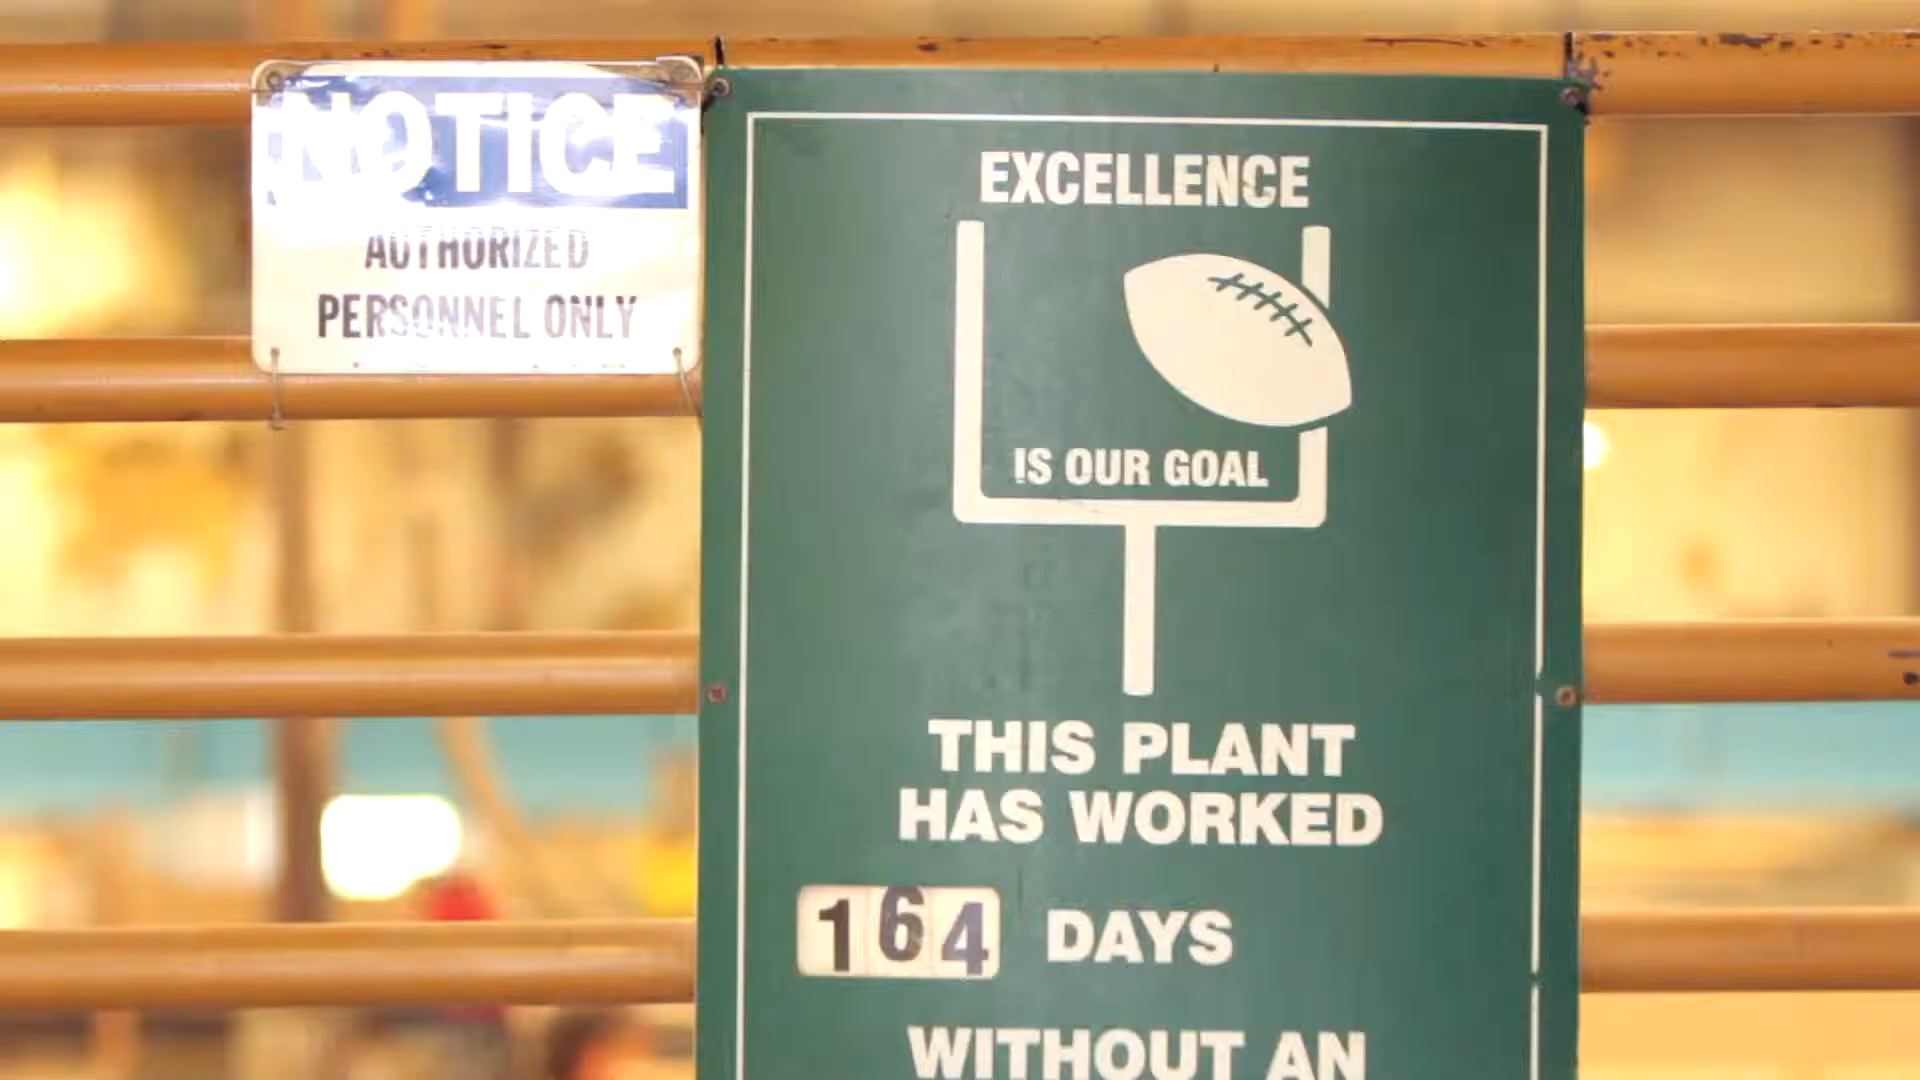 NOTICE
AUTHORIZED
PERSONNEL ONLY
EXCELLENCE
IS OUR GOAL
THIS PLANT
HAS WORKED
164 DAYS
WITHOUT AN